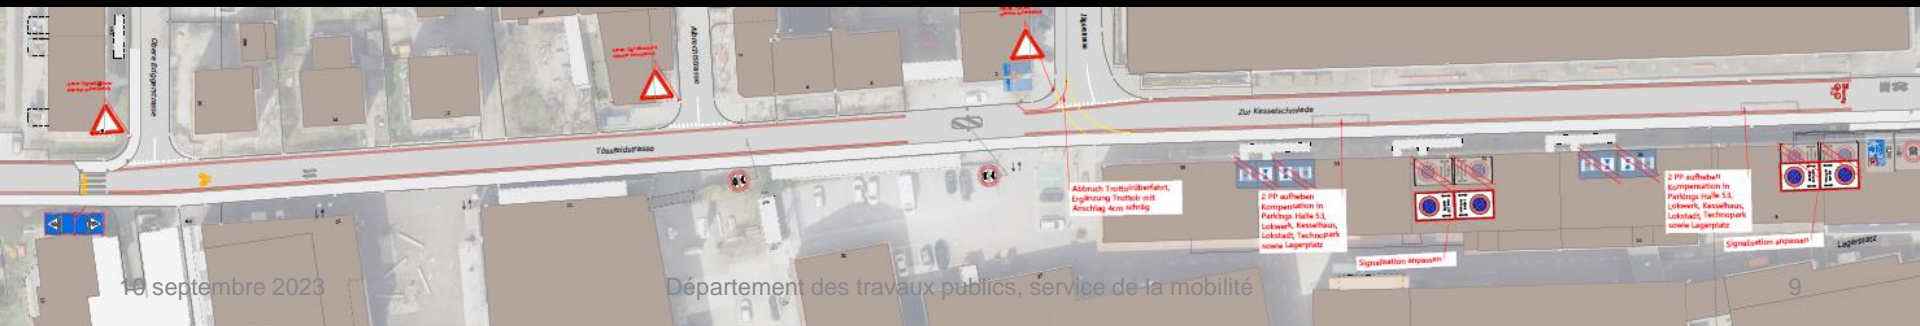 Obere Briggerstrasse
Albrechtstrasse
Jägerstrasse
Tössfeldstrasse
Zur Kesselschmiede
Abbruch Trottoirüberfahrt,
Ergänzung Trottoir mit
Anschlag 4cm schräg
2 PP aufheben
Kompensation in
Parkings Halle 53,
Lokwerk, Kesselhaus,
Lokstadt, Technopark
sowie Lagerplatz
Signalisation anpassen
2 PP aufheben
Kompensation in
Parkings Halle 53,
Lokwerk, Kesselhaus,
Lokstadt, Technopark
sowie Lagerplatz
Signalisation anpassen
Lagerplatz
10 septembre 2023
Département des travaux publics, service de la mobilité
9